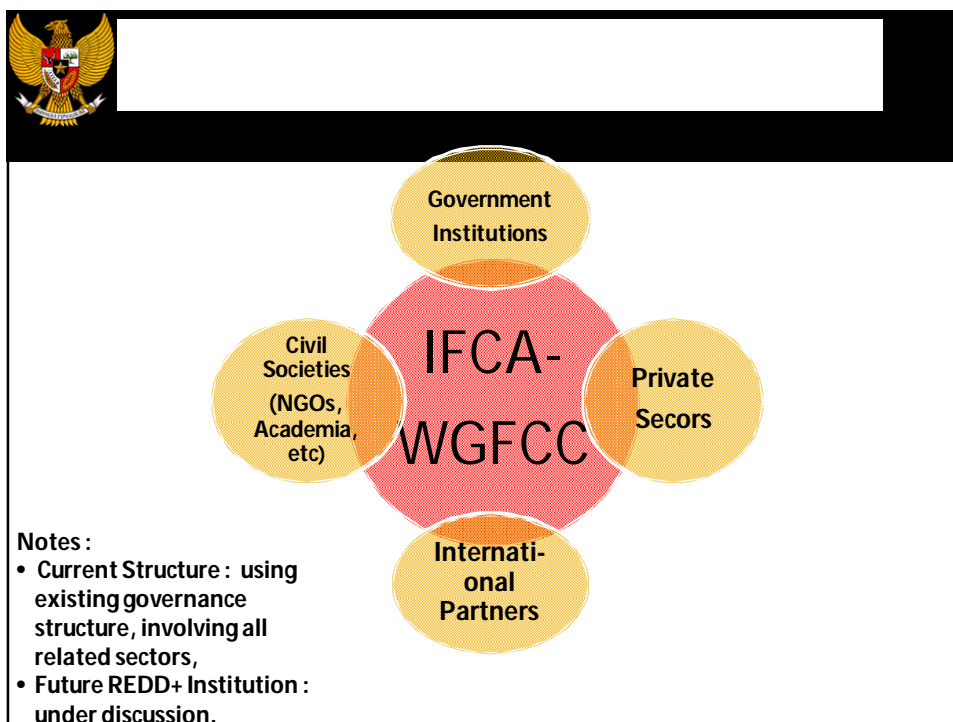 Government
Institutions
Civil
Societies
(NGOs,
Academia,
etc)
IFCA-
WGFCC
Private
Secors
Internati-
onal
Partners
Notes :
• Current Structure : using
existing governance
structure, involving all
related sectors,
• Future REDD+ Institution :
under discussion.